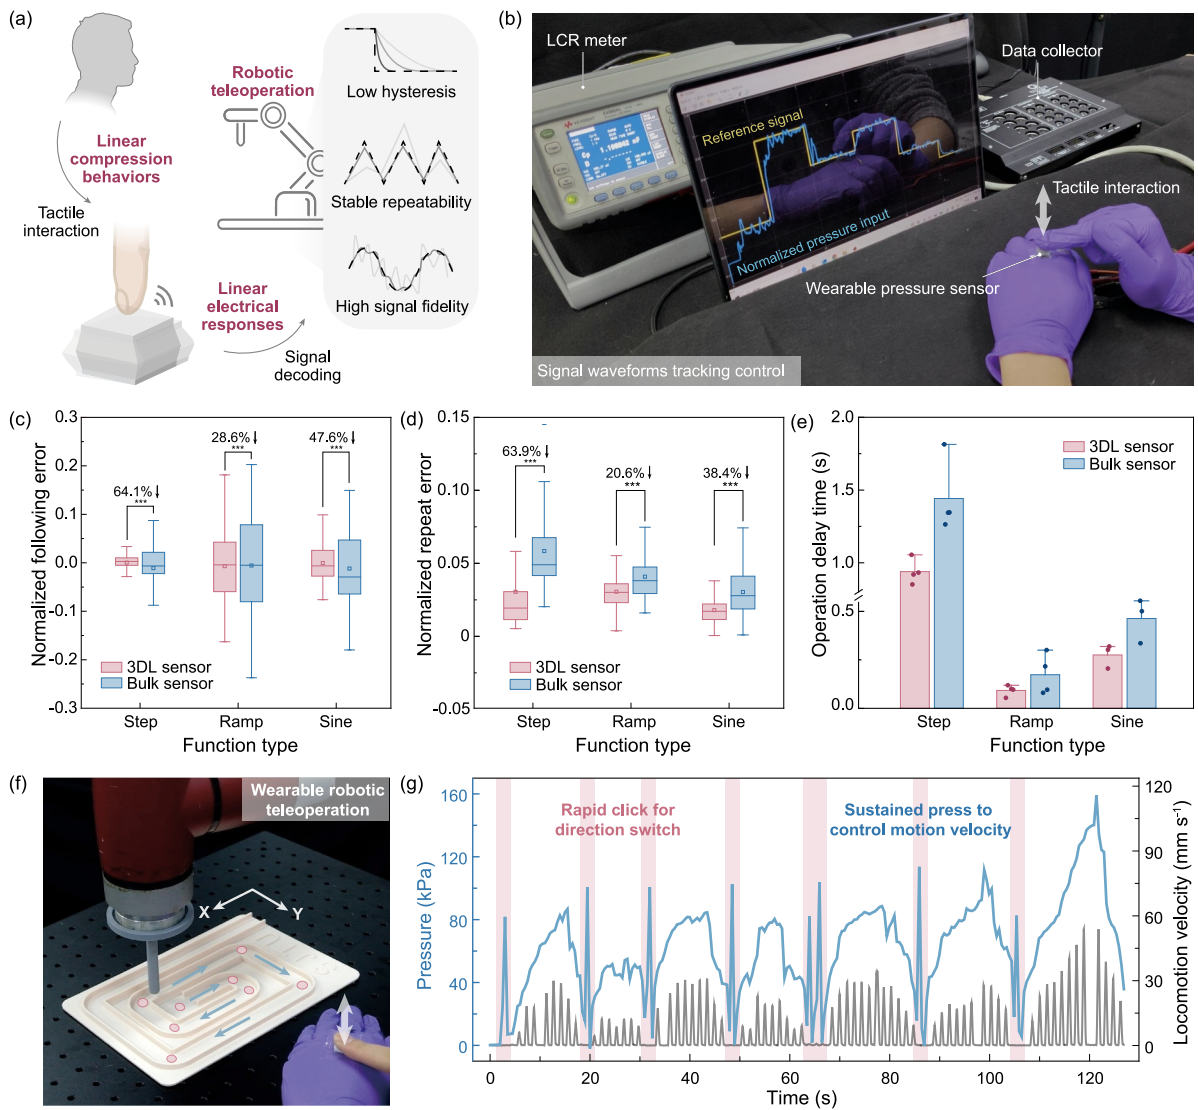 (a)
Robotic
teleoperation
Linear
compression
behaviors
Tactile
interaction
Linear
electrical
responses
Signal
decoding
Low hysteresis
Stable repeatability
High signal fidelity
(b)
LCR meter
Data collector
Reference signal
Normalized pressure input
Tactile interaction
Wearable pressure sensor
Signal waveforms tracking control
(c)
Normalized following error
0.3
0.2
0.1
0.0
-0.1
-0.2
-0.3
64.1%
***
28.6%
***
47.6%
***
3DL sensor
Bulk sensor
Step
Ramp
Sine
Function type
(d)
Normalized repeat error
0.15
0.10
0.05
0
-0.05
63.9%
***
20.6%
***
38.4%
***
3DL sensor
Bulk sensor
Step
Ramp
Sine
Function type
(e)
Operation delay time (s)
2.0
1.5
1.0
0.5
0.0
3DL sensor
Bulk sensor
Step
Ramp
Sine
Function type
(f)
Wearable robotic
teleoperation
X
Y
(g)
Pressure (kPa)
160
120
80
40
0
Rapid click for
direction switch
Sustained press to
control motion velocity
120
90
60
30
0
Locomotion velocity (mm s⁻¹)
0
20
40
60
80
100
120
Time (s)